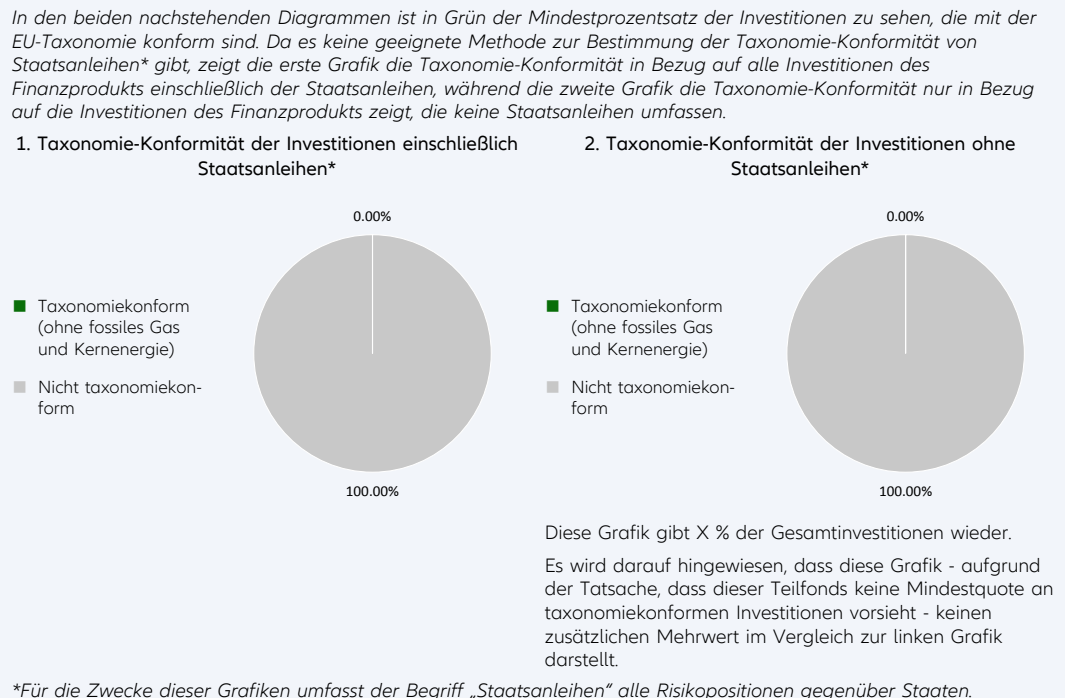 In den beiden nachstehenden Diagrammen ist in Grün der Mindestprozentsatz der Investitionen zu sehen, die mit der
EU-Taxonomie konform sind. Da es keine geeignete Methode zur Bestimmung der Taxonomie-Konformität von
Staatsanleihen* gibt, zeigt die erste Grafik die Taxonomie-Konformität in Bezug auf alle Investitionen des
Finanzprodukts einschließlich der Staatsanleihen, während die zweite Grafik die Taxonomie-Konformität nur in Bezug
auf die Investitionen des Finanzprodukts zeigt, die keine Staatsanleihen umfassen.
1. Taxonomie-Konformität der Investitionen einschließlich
Staatsanleihen*
0.00%
Taxonomiekonform
(ohne fossiles Gas
und Kernenergie)
Nicht taxonomiekon-
form
100.00%
2. Taxonomie-Konformität der Investitionen ohne
Staatsanleihen*
0.00%
Taxonomiekonform
(ohne fossiles Gas
und Kernenergie)
Nicht taxonomiekon-
form
100.00%
Diese Grafik gibt X % der Gesamtinvestitionen wieder.
Es wird darauf hingewiesen, dass diese Grafik - aufgrund
der Tatsache, dass dieser Teilfonds keine Mindestquote an
taxonomiekonformen Investitionen vorsieht - keinen
zusätzlichen Mehrwert im Vergleich zur linken Grafik
darstellt.
*Für die Zwecke dieser Grafiken umfasst der Begriff „Staatsanleihen“ alle Risikopositionen gegenüber Staaten.